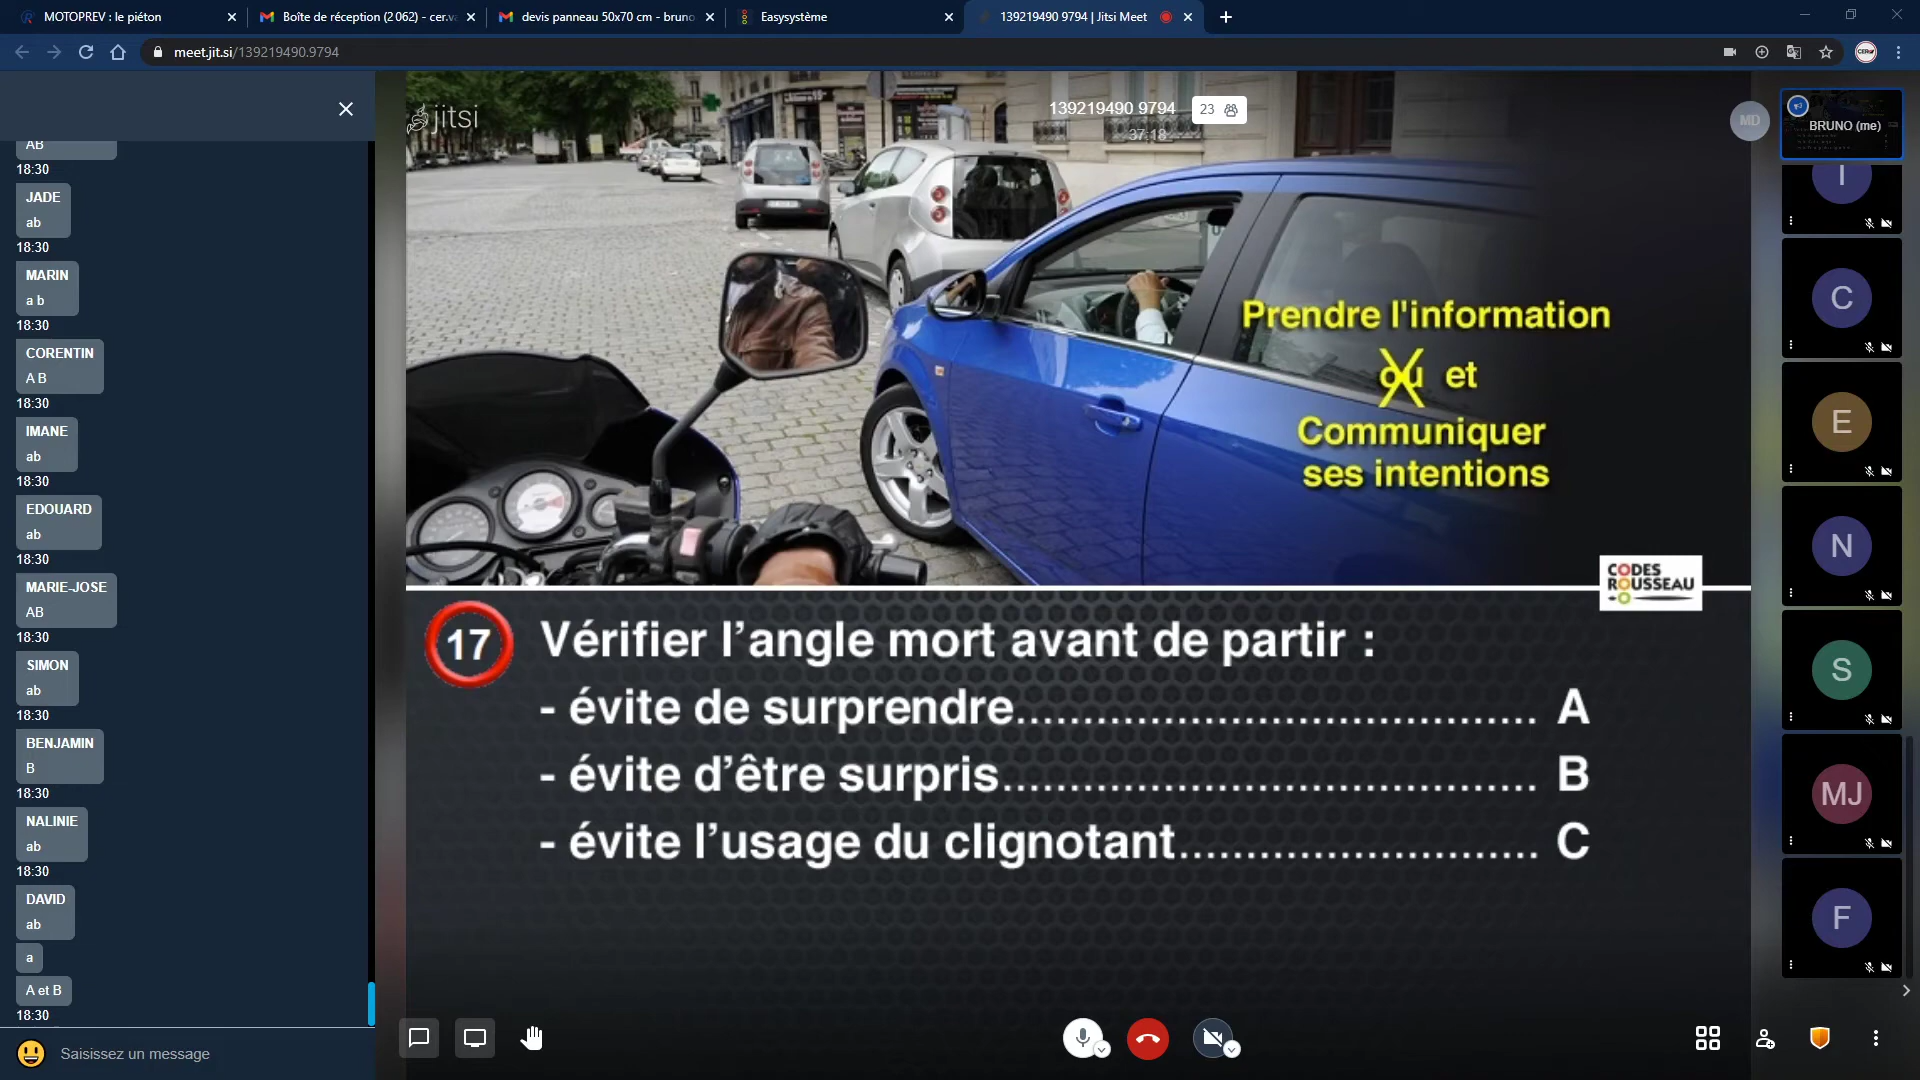 MOTOPREV : le piéton
Boîte de réception (2 062) - cer.va
devis panneau 50x70 cm - bruno
Easysystème
139219490 9794 | Jitsi Meet
meet.jit.si/139219490.9794
AB
18:30
JADE
ab
18:30
MARIN
a b
18:30
CORENTIN
A B
18:30
IMANE
ab
18:30
EDOUARD
ab
18:30
MARIE-JOSE
AB
18:30
SIMON
ab
18:30
BENJAMIN
B
18:30
NALINIE
ab
18:30
DAVID
ab
a
A et B
18:30
Saisissez un message
jitsi
139219490 9794
23
37:18
MD
Prendre l'information
ou et
Communiquer
ses intentions
CODES
ROUSSEAU
17 Vérifier l'angle mort avant de partir :
- évite de surprendre....................................... A
- évite d'être surpris........................................ B
- évite l'usage du clignotant........................... C
BRUNO (me)
I
C
E
N
S
MJ
F